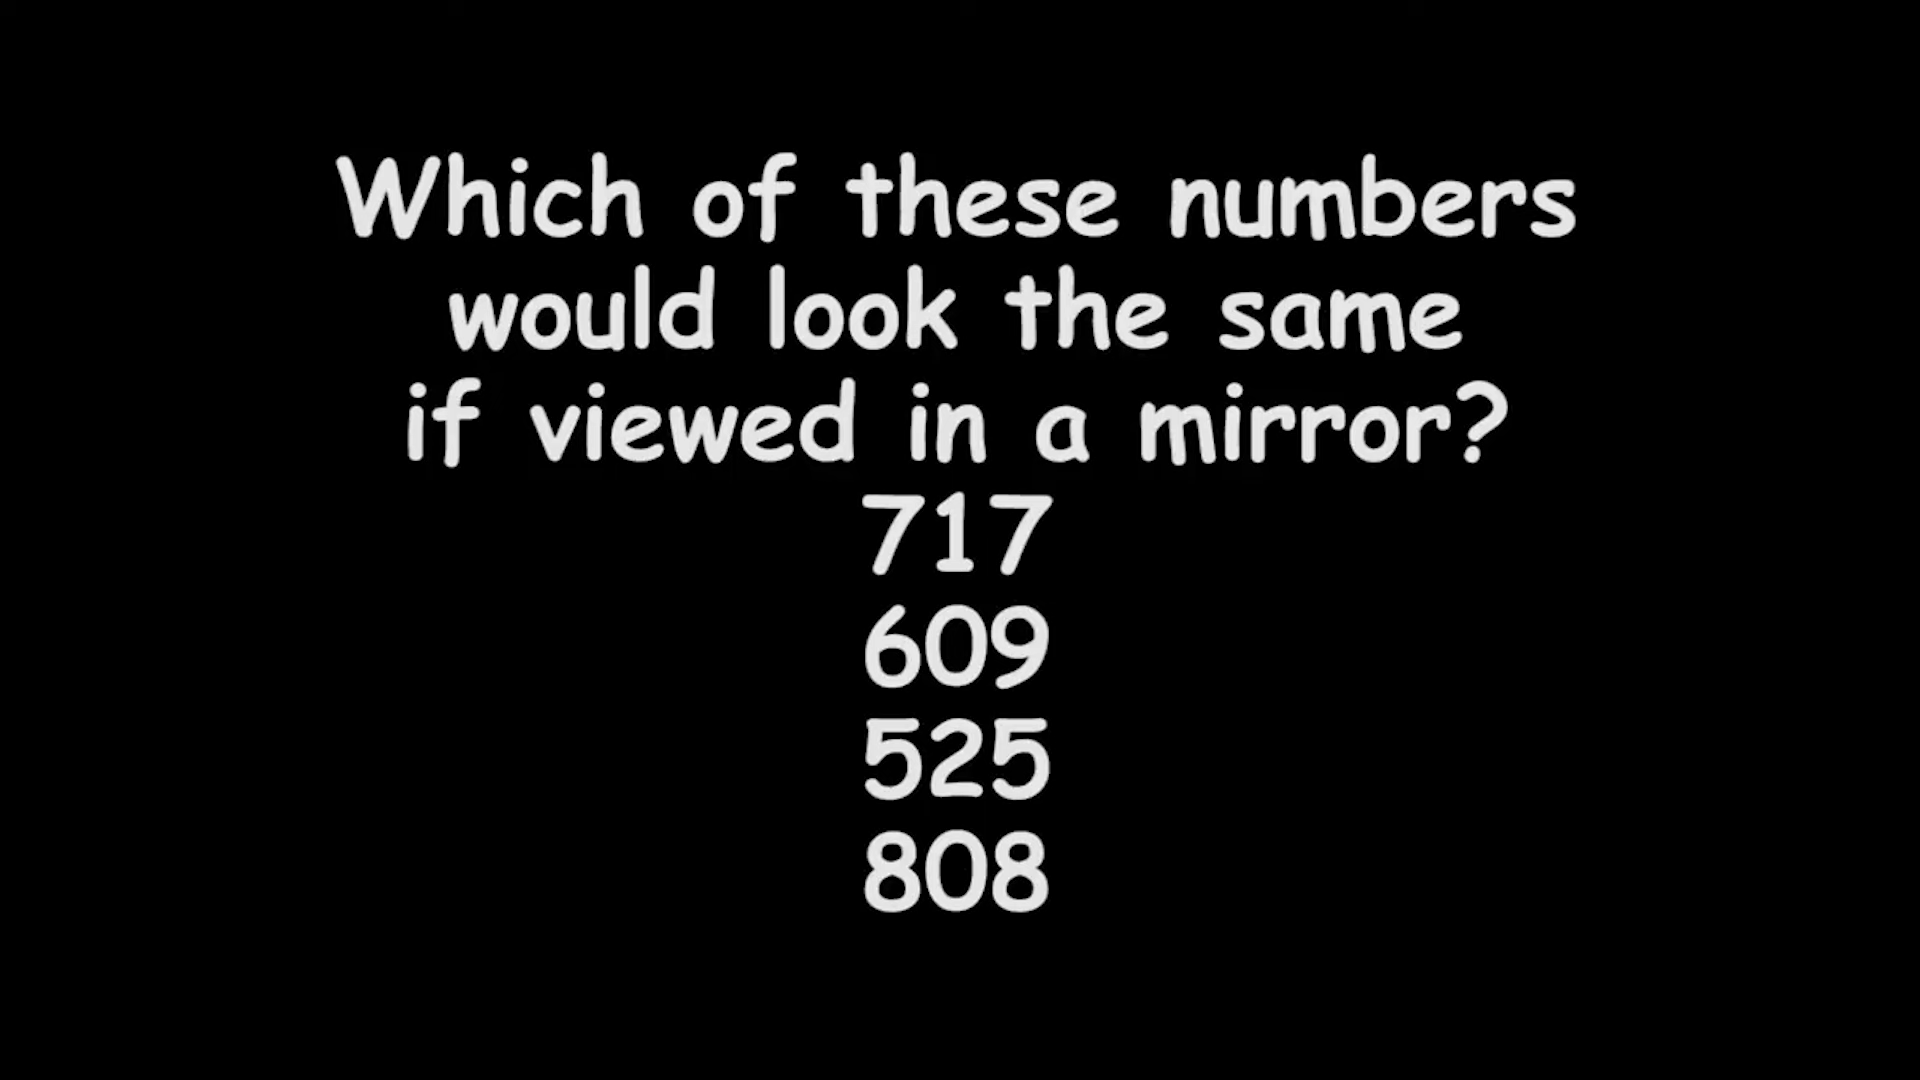 Which of these numbers
would look the same
if viewed in a mirror?
717
609
525
808